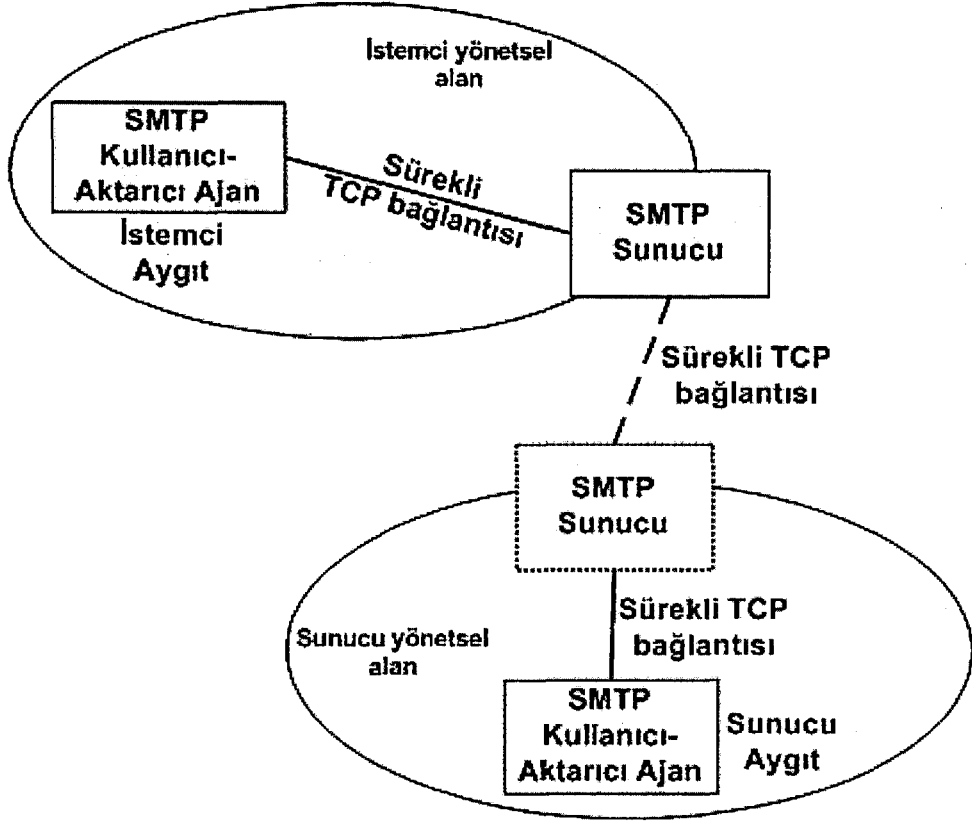 İstemci yönetsel
alan
SMTP
Kullanıcı-
Aktarıcı Ajan
İstemci
Aygıt
Sürekli
TCP bağlantısı
SMTP
Sunucu
Sürekli TCP
bağlantısı
SMTP
Sunucu
Sürekli TCP
bağlantısı
Sunucu yönetsel
alan
SMTP
Kullanıcı-
Aktarıcı Ajan
Sunucu
Aygıt